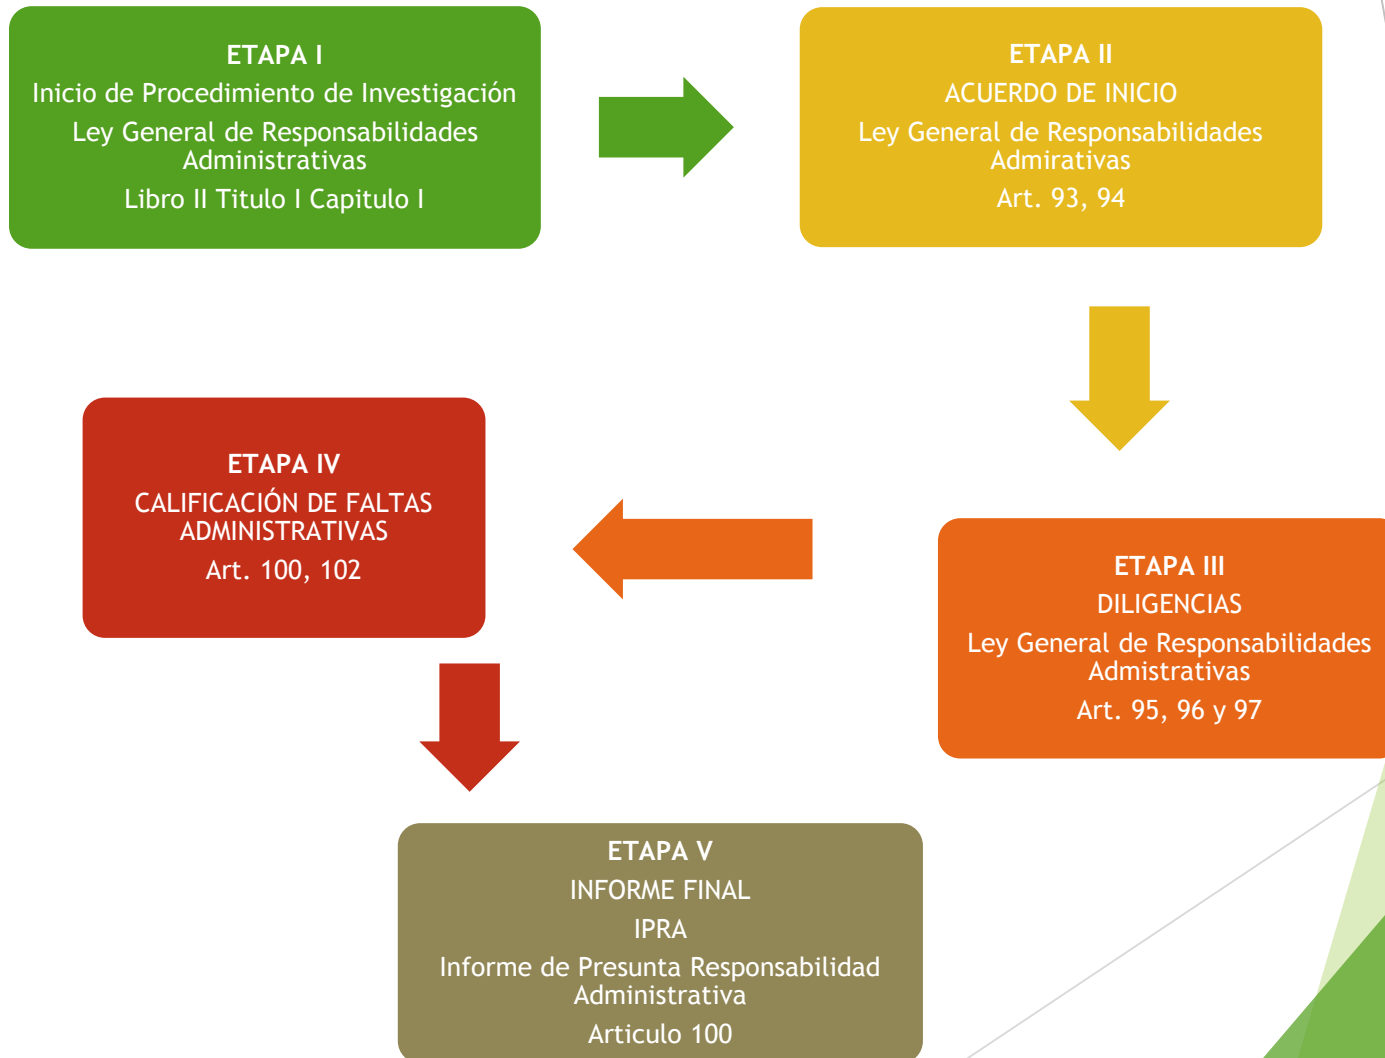 ETAPA I
Inicio de Procedimiento de Investigación
Ley General de Responsabilidades
Administrativas
Libro II Titulo I Capitulo I
ETAPA II
ACUERDO DE INICIO
Ley General de Responsabilidades
Admirativas
Art. 93, 94
ETAPA III
DILIGENCIAS
Ley General de Responsabilidades
Admistrativas
Art. 95, 96 y 97
ETAPA IV
CALIFICACIÓN DE FALTAS
ADMINISTRATIVAS
Art. 100, 102
ETAPA V
INFORME FINAL
IPRA
Informe de Presunta Responsabilidad
Administrativa
Articulo 100